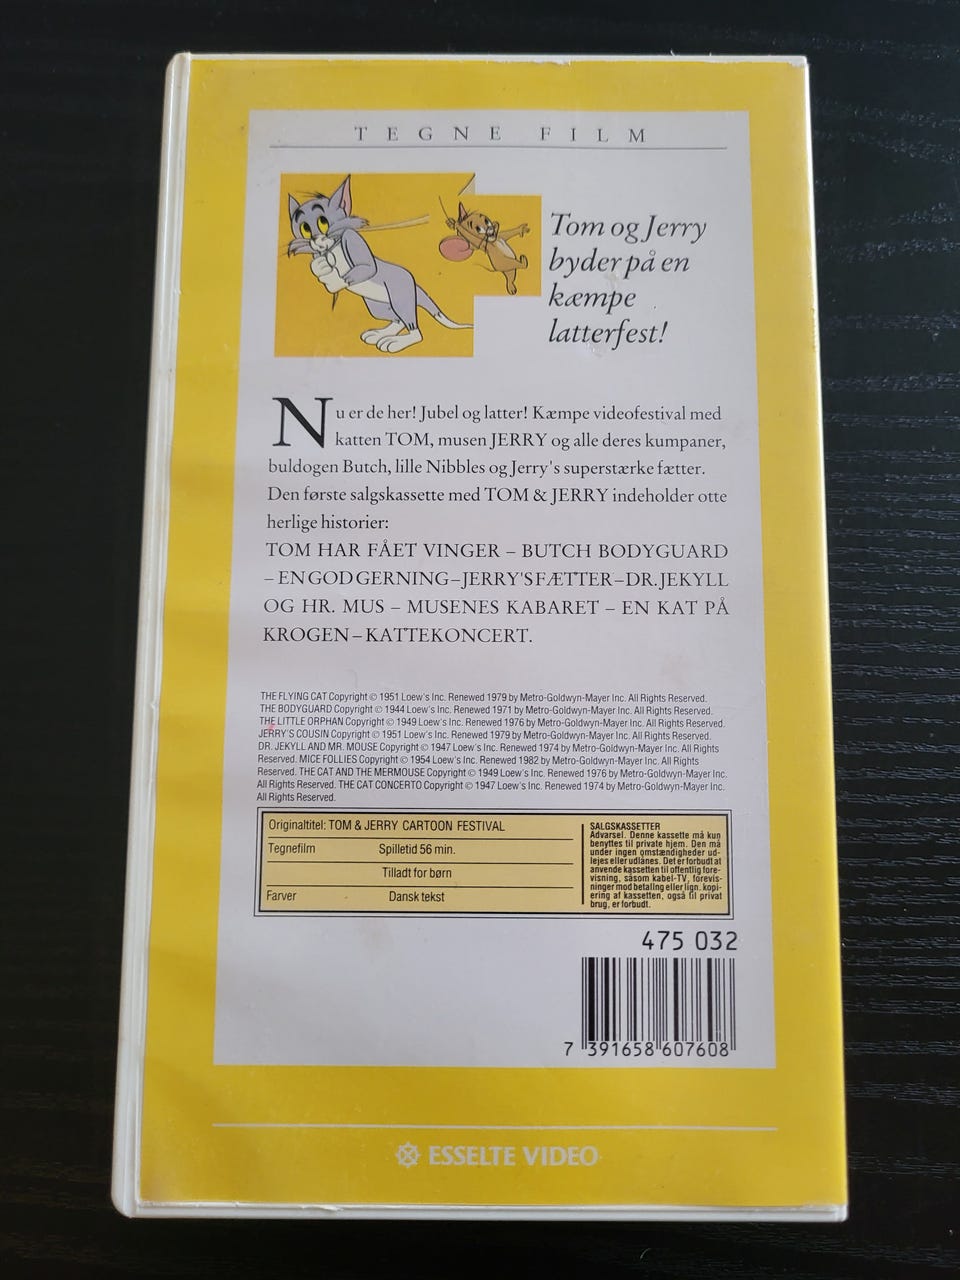 TEGNE FILM
Tom og Jerry
byder på en
kæmpe
latterfest!
Nu er de her! Jubel og latter! Kæmpe videofestival med
katten TOM, musen JERRY og alle deres kumpaner,
buldogen Butch, lille Nibbles og Jerry's superstærke fætter.
Den første salgskassette med TOM & JERRY indeholder otte
herlige historier:
TOM HAR FÅET VINGER – BUTCH BODYGUARD
– EN GOD GERNING – JERRY'S FÆTTER – DR. JEKYLL
OG HR. MUS – MUSENES KABARET – EN KAT PÅ
KROGEN – KATTEKONCERT.
THE FLYING CAT Copyright © 1951 Loew's Inc. Renewed 1979 by Metro-Goldwyn-Mayer Inc. All Rights Reserved.
THE BODYGUARD Copyright © 1944 Loew's Inc. Renewed 1971 by Metro-Goldwyn-Mayer Inc. All Rights Reserved.
THE LITTLE ORPHAN Copyright © 1949 Loew's Inc. Renewed 1976 by Metro-Goldwyn-Mayer Inc. All Rights Reserved.
JERRY'S COUSIN Copyright © 1951 Loew's Inc. Renewed 1979 by Metro-Goldwyn-Mayer Inc. All Rights Reserved.
DR. JEKYLL AND MR. MOUSE Copyright © 1947 Loew's Inc. Renewed 1974 by Metro-Goldwyn-Mayer Inc. All Rights
Reserved. MICE FOLLIES Copyright © 1954 Loew's Inc. Renewed 1982 by Metro-Goldwyn-Mayer Inc. All Rights
Reserved. THE CAT AND THE MERMOUSE Copyright © 1949 Loew's Inc. Renewed 1976 by Metro-Goldwyn-Mayer Inc.
All Rights Reserved. THE CAT CONCERTO Copyright © 1947 Loew's Inc. Renewed 1974 by Metro-Goldwyn-Mayer Inc.
All Rights Reserved.
Originaltitel: TOM & JERRY CARTOON FESTIVAL
Tegnefilm Spilletid 56 min.
Tilladt for børn
Farver Dansk tekst
SALGSKASSETTER
Advarsel. Denne kassette må kun
benyttes til private hjem. Den må
under ingen omstændigheder ud-
lejes eller udlånes. Det er forbudt at
anvende kassetten til offentlig fore-
visning, såsom kabel-TV, forevis-
ninger mod betaling eller lign. kopi-
ering af kassetten, også til privat
brug, er forbudt.
475 032
7 391658 607608
ESSELTE VIDEO